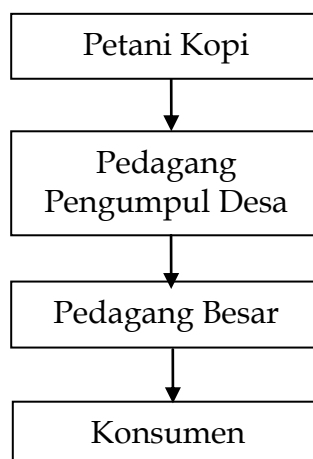 Petani Kopi
Pedagang
Pengumpul Desa
Pedagang Besar
Konsumen